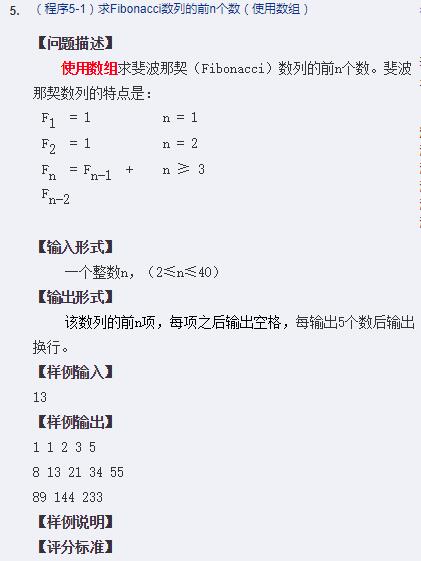 5. （程序5-1）求Fibonacci数列的前n个数（使用数组）
【问题描述】
使用数组求斐波那契（Fibonacci）数列的前n个数。斐波
那契数列的特点是：
F1 = 1 n = 1
F2 = 1 n = 2
Fn = Fn-1 + n ≥ 3
Fn-2
【输入形式】
一个整数n，（2≤n≤40）
【输出形式】
该数列的前n项，每项之后输出空格，每输出5个数后输出
换行。
【样例输入】
13
【样例输出】
1 1 2 3 5
8 13 21 34 55
89 144 233
【样例说明】
【评分标准】